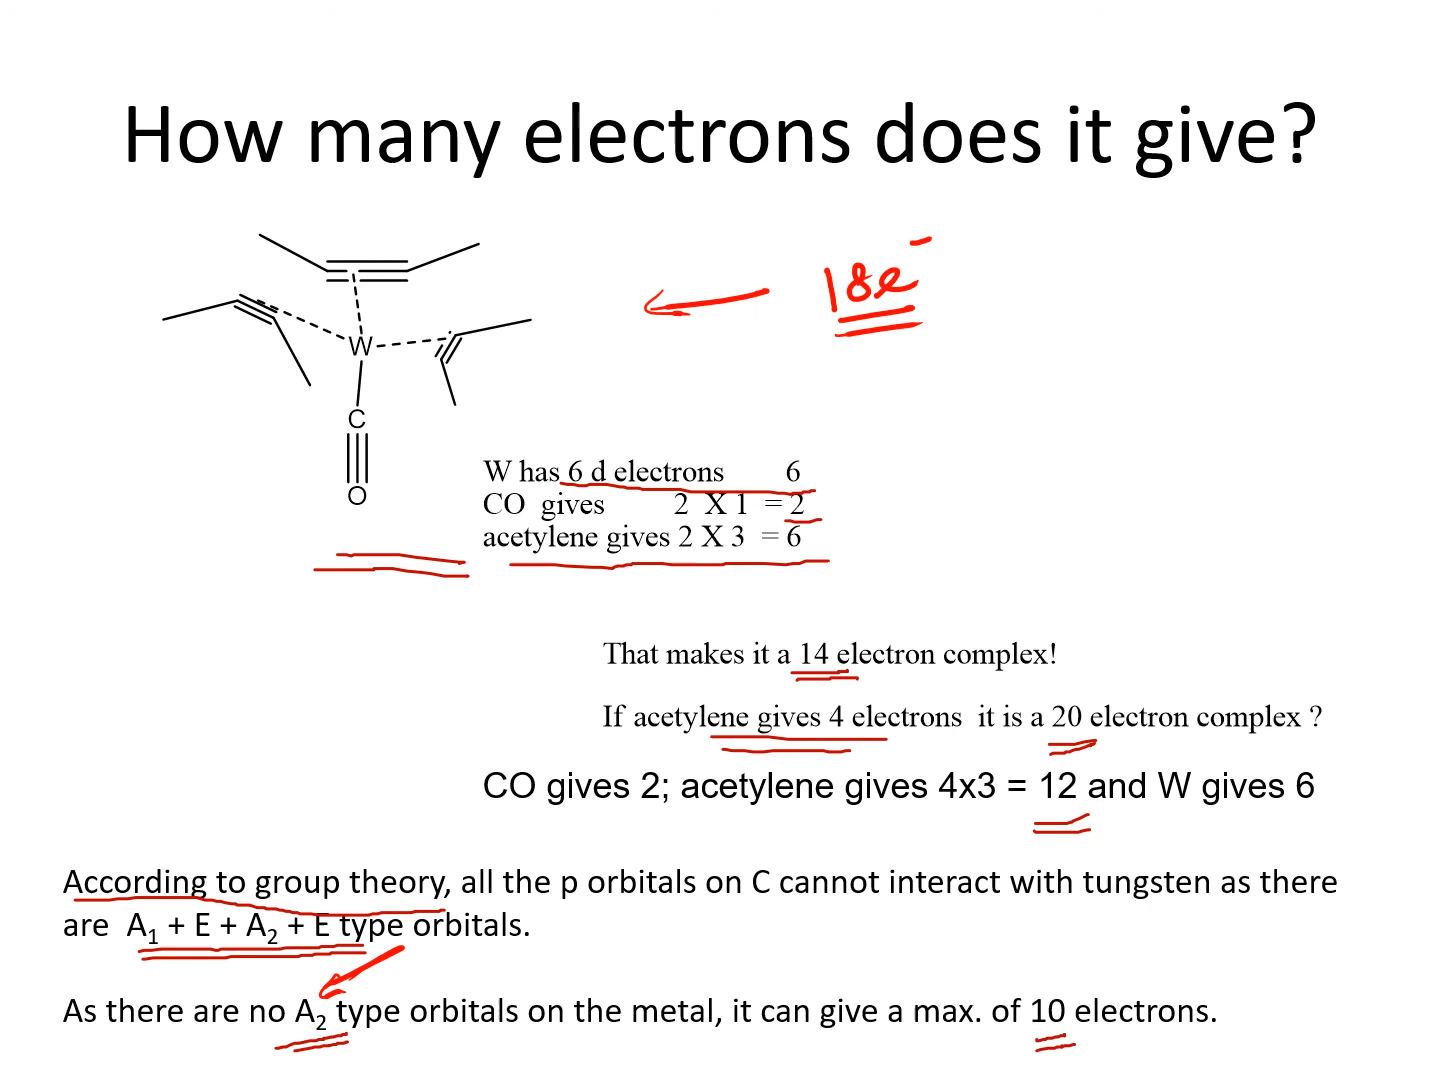 How many electrons does it give?
18e⁻
W
C
O
W has 6 d electrons 6
CO gives 2 X 1 = 2
acetylene gives 2 X 3 = 6
That makes it a 14 electron complex!
If acetylene gives 4 electrons it is a 20 electron complex ?
CO gives 2; acetylene gives 4x3 = 12 and W gives 6
According to group theory, all the p orbitals on C cannot interact with tungsten as there
are A₁ + E + A₂ + E type orbitals.
As there are no A₂ type orbitals on the metal, it can give a max. of 10 electrons.